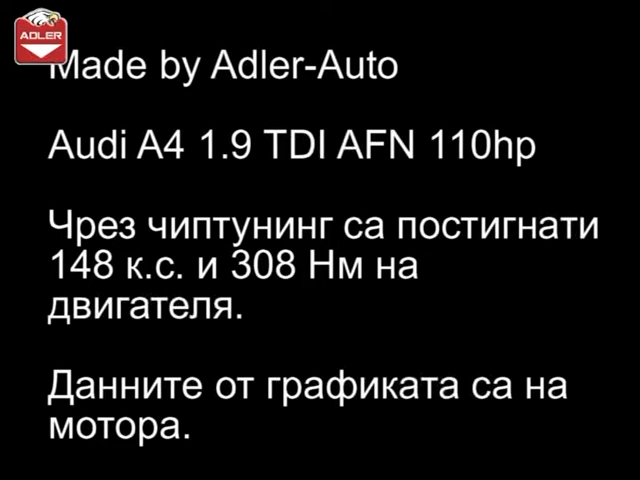 ADLER
Made by Adler-Auto
Audi A4 1.9 TDI AFN 110hp
Чрез чиптунинг са постигнати
148 к.с. и 308 Нм на
двигателя.
Данните от графиката са на
мотора.